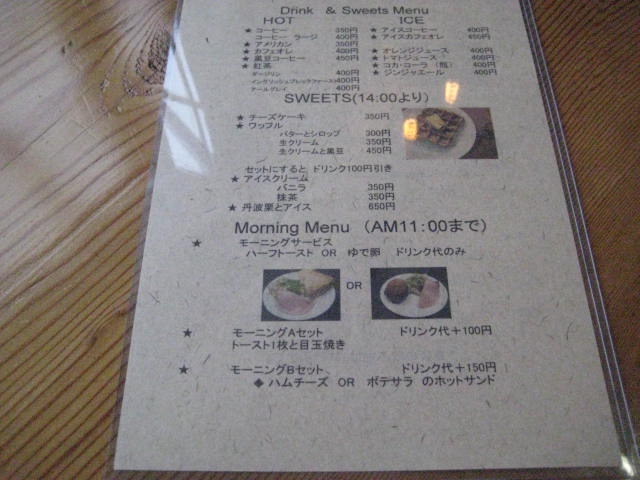 Drink & Sweets Menu
HOT ICE
★ コーヒー 350円 ★ アイスコーヒー 400円
コーヒー ラージ 400円 ★ アイスカフェオレ 450円
★ アメリカン 350円
★ カフェオレ 400円 ★ オレンジジュース 400円
★ 黒豆コーヒー 450円 ★ トマトジュース 400円
★ 紅茶 ★ コカ・コーラ (瓶) 400円
ダージリン 400円 ★ ジンジャエール 400円
イングリッシュブレックファースト 400円
アールグレイ 400円
SWEETS(14:00より)
★ チーズケーキ 350円
★ ワッフル
バターとシロップ 300円
生クリーム 350円
生クリームと黒豆 450円
セットにすると ドリンク100円引き
★ アイスクリーム
バニラ 350円
抹茶 350円
★ 丹波栗とアイス 650円
Morning Menu (AM11:00まで)
★ モーニングサービス
ハーフトースト OR ゆで卵 ドリンク代のみ
OR
★ モーニングAセット ドリンク代+100円
トースト1枚と目玉焼き
★ モーニングBセット ドリンク代+150円
◆ ハムチーズ OR ポテサラ のホットサンド